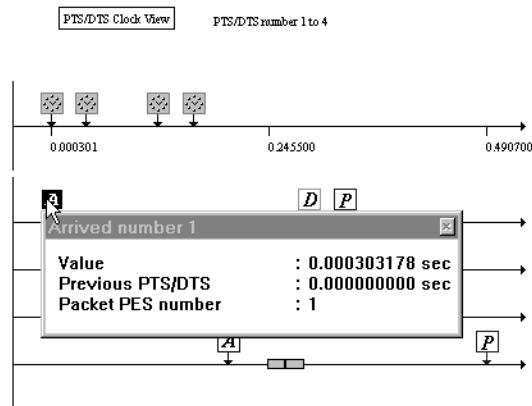 PTS/DTS Clock View
PTS/DTS number 1 to 4
0.000301 0.245500 0.490700
A D P
Arrived number 1
Value : 0.000303178 sec
Previous PTS/DTS : 0.000000000 sec
Packet PES number : 1
A P